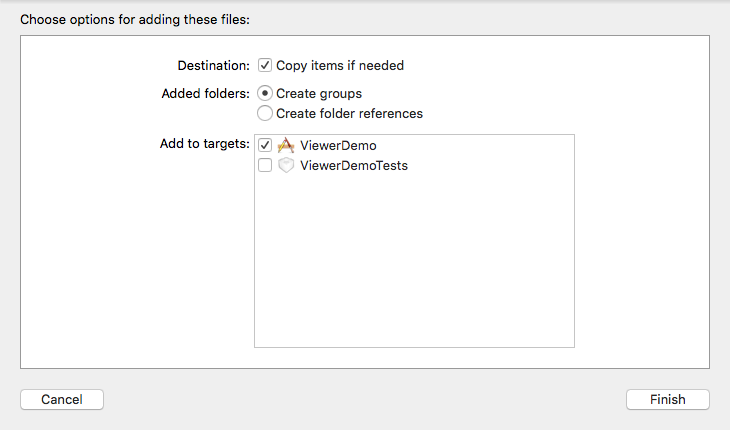 Choose options for adding these files:
Destination: Copy items if needed
Added folders: Create groups
Create folder references
Add to targets: ViewerDemo
ViewerDemoTests
Cancel Finish